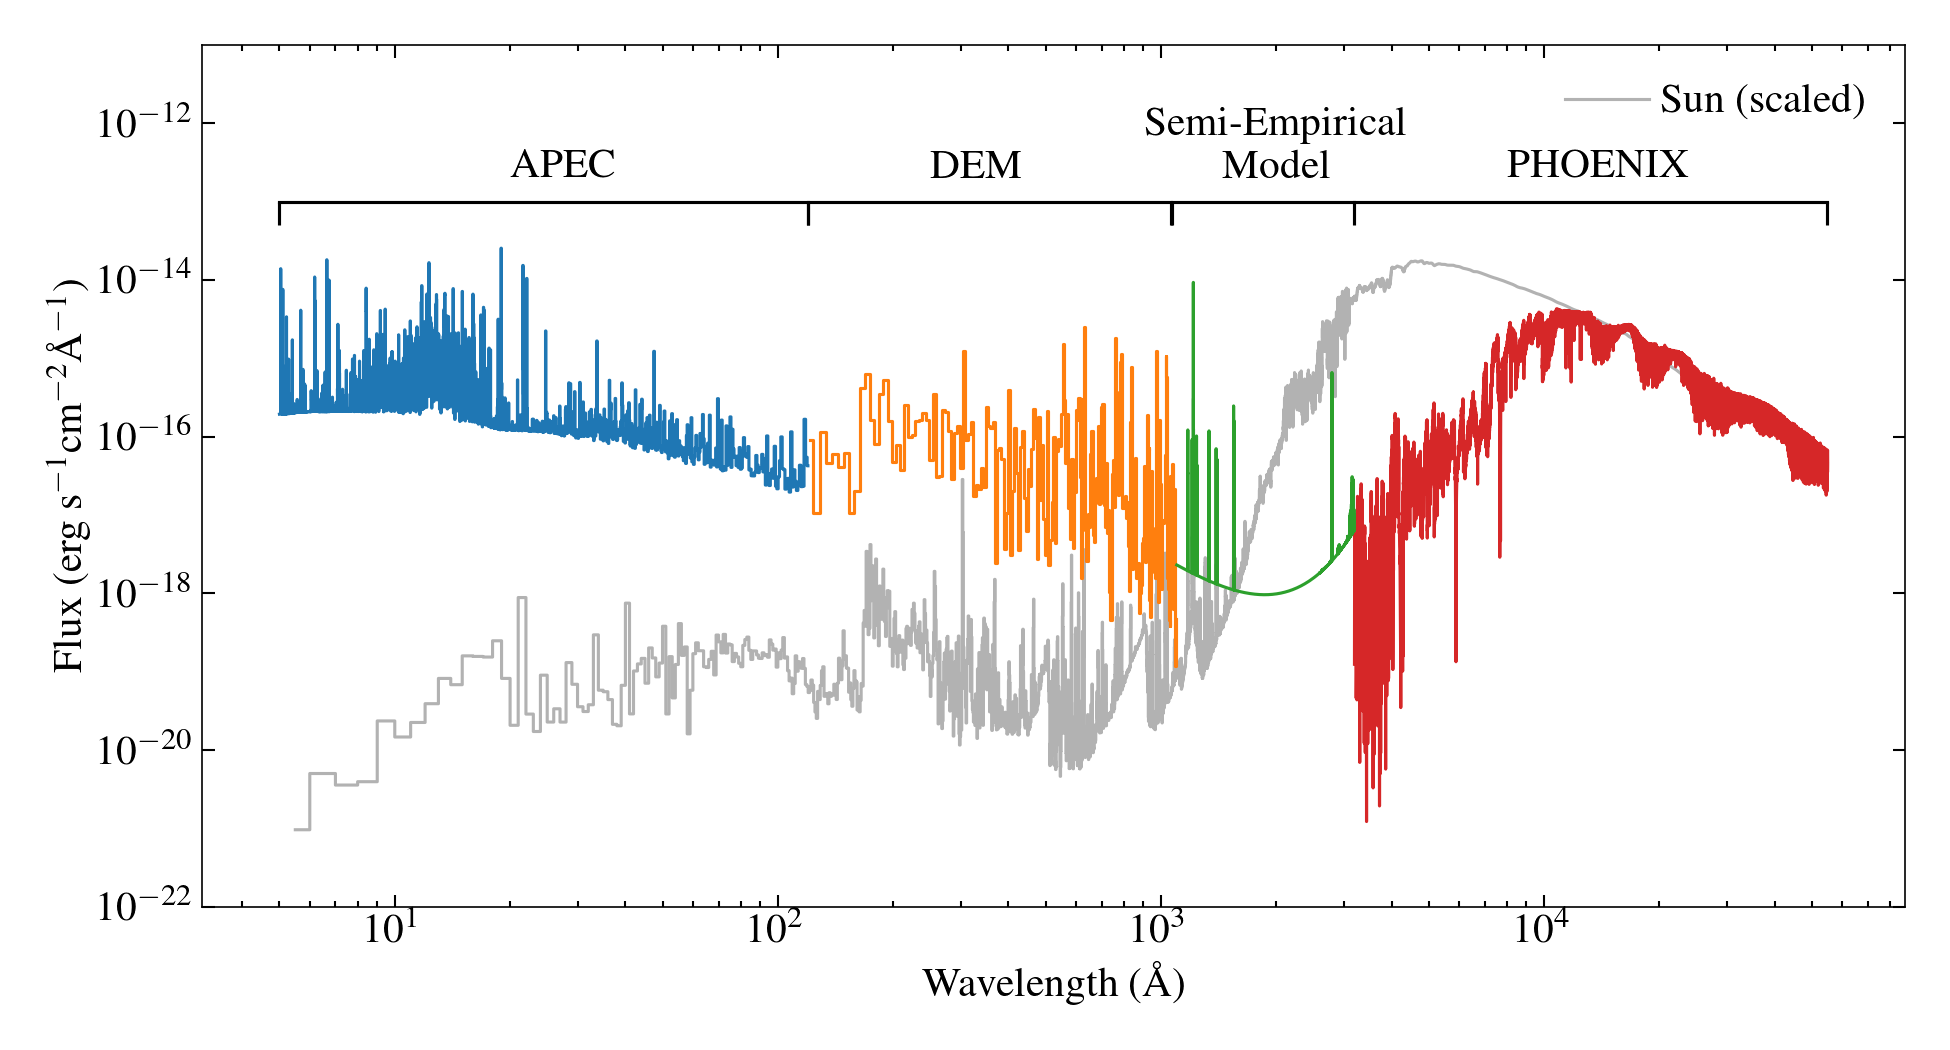 Sun (scaled)
Semi-Empirical
APEC DEM Model PHOENIX
10⁻¹²
10⁻¹⁴
10⁻¹⁶
10⁻¹⁸
10⁻²⁰
10⁻²²
Flux (erg s⁻¹cm⁻²Å⁻¹)
10¹ 10² 10³ 10⁴
Wavelength (Å)